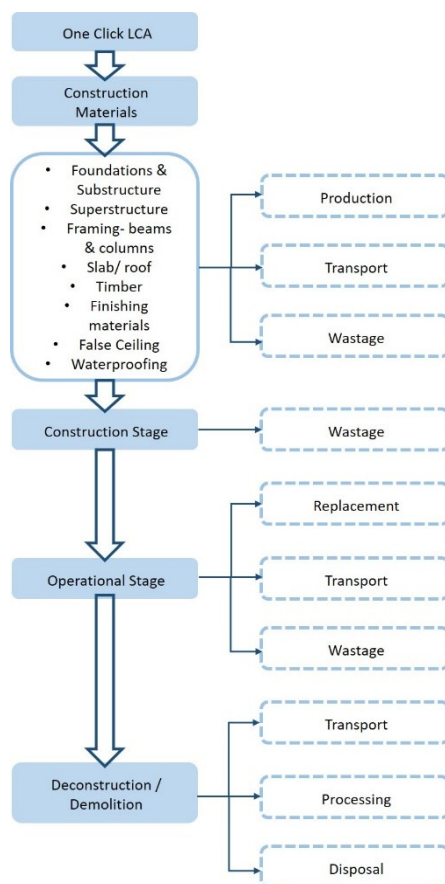 One Click LCA
Construction
Materials
• Foundations &
Substructure
• Superstructure
• Framing- beams
& columns
• Slab/ roof
• Timber
• Finishing
materials
• False Ceiling
• Waterproofing
Production
Transport
Wastage
Construction Stage
Wastage
Operational Stage
Replacement
Transport
Wastage
Deconstruction /
Demolition
Transport
Processing
Disposal